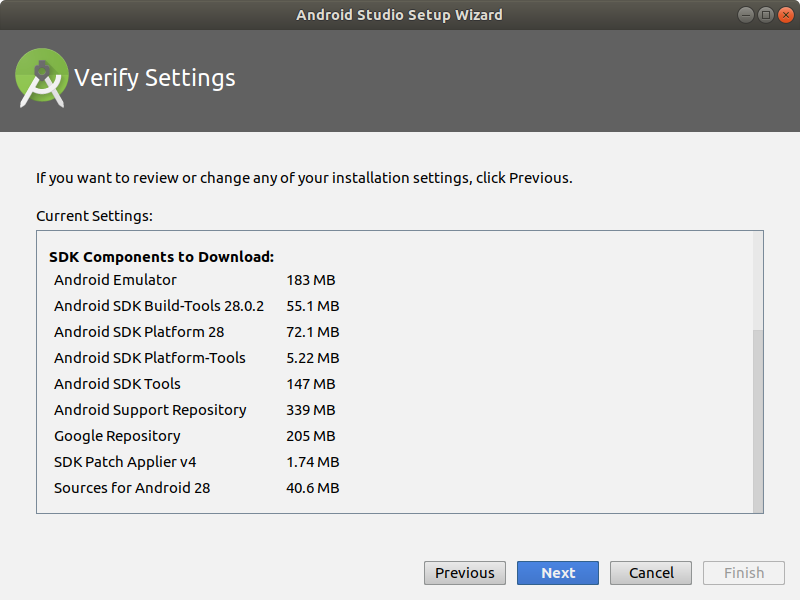 Android Studio Setup Wizard
Verify Settings
If you want to review or change any of your installation settings, click Previous.
Current Settings:
SDK Components to Download:
Android Emulator 183 MB
Android SDK Build-Tools 28.0.2 55.1 MB
Android SDK Platform 28 72.1 MB
Android SDK Platform-Tools 5.22 MB
Android SDK Tools 147 MB
Android Support Repository 339 MB
Google Repository 205 MB
SDK Patch Applier v4 1.74 MB
Sources for Android 28 40.6 MB
Previous Next Cancel Finish